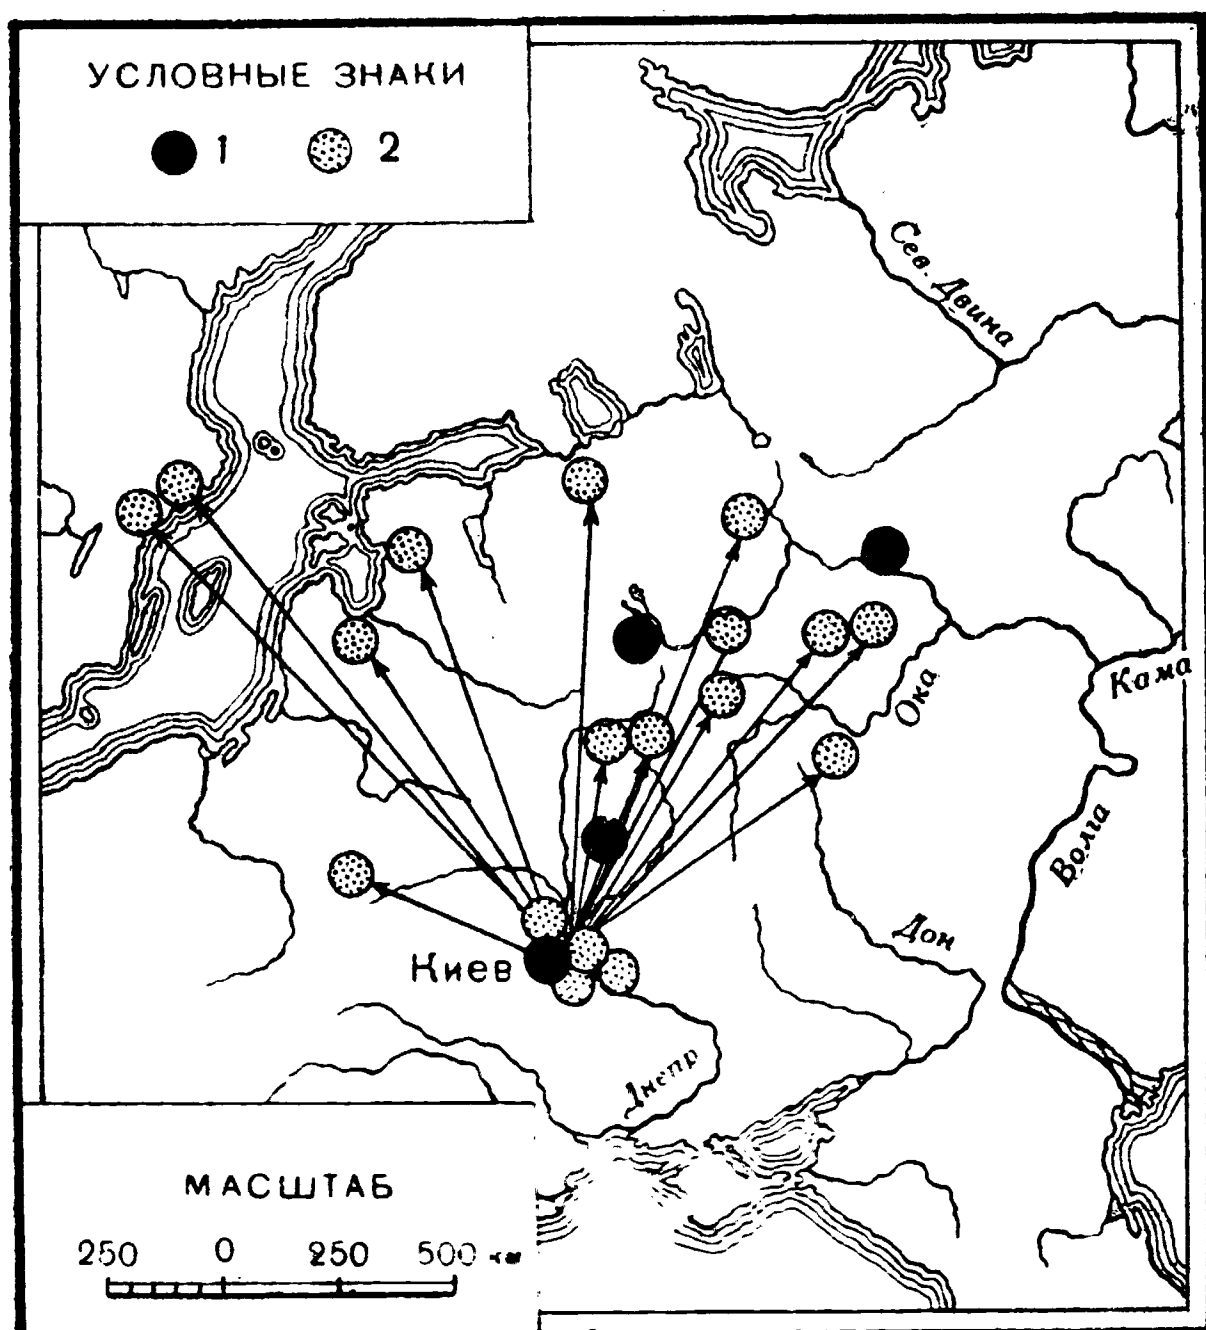 УСЛОВНЫЕ ЗНАКИ
1 2
Сев. Двина
Кама
Ока
Волга
Дон
Киев
Днепр
МАСШТАБ
250 0 250 500 км